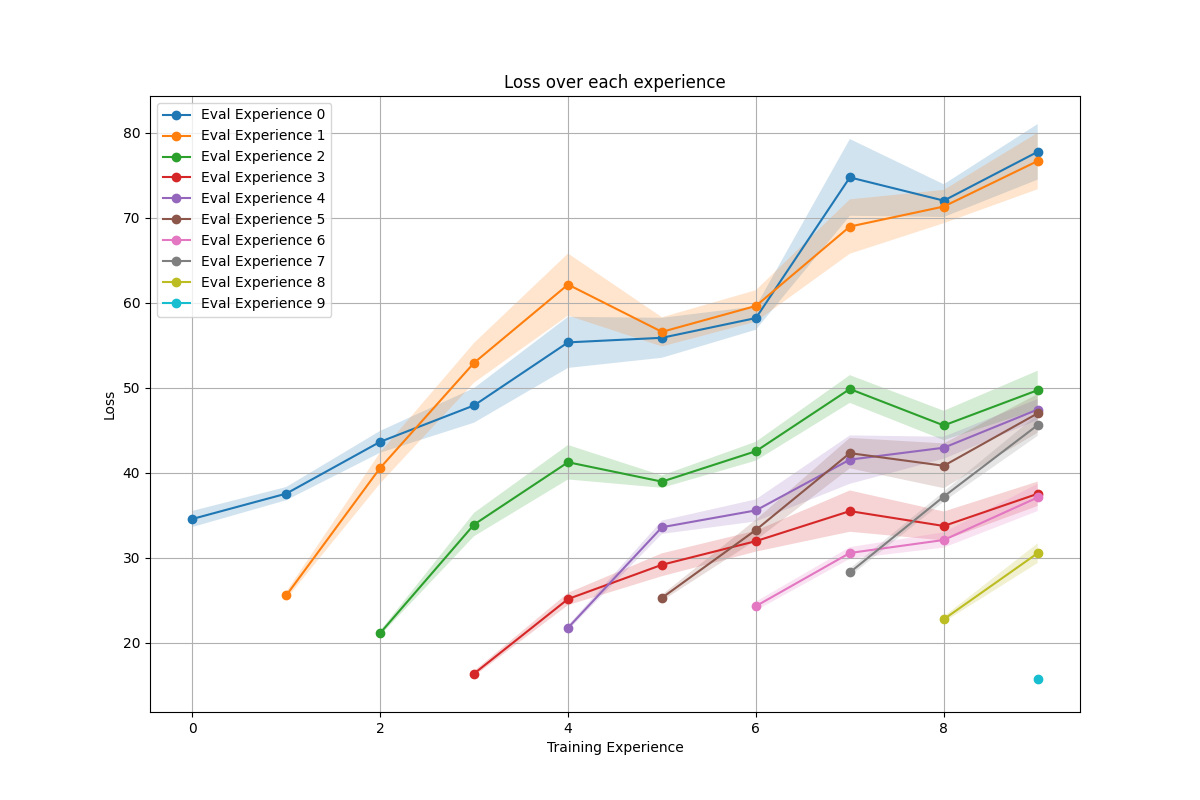 Loss over each experience
Eval Experience 0
Eval Experience 1
Eval Experience 2
Eval Experience 3
Eval Experience 4
Eval Experience 5
Eval Experience 6
Eval Experience 7
Eval Experience 8
Eval Experience 9
80
70
60
50
40
30
20
Loss
0 2 4 6 8
Training Experience